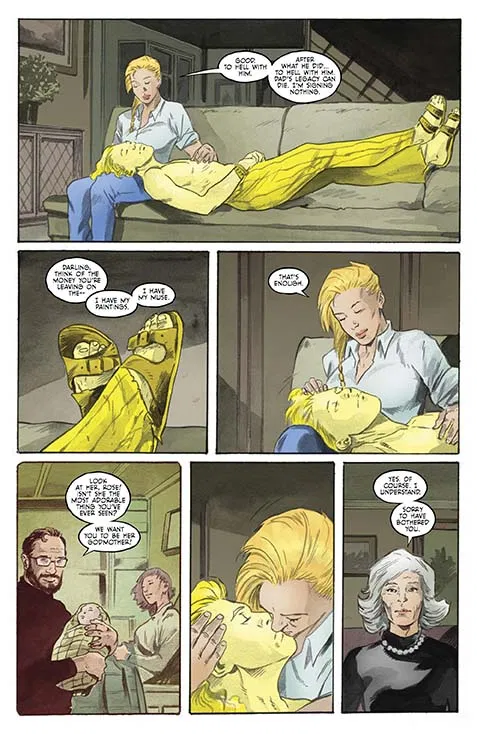 GOOD.
TO HELL WITH
HIM.
AFTER
WHAT HE DID...
TO HELL WITH HIM.
DAD'S LEGACY CAN
DIE. I'M SIGNING
NOTHING.
DARLING,
THINK OF THE
MONEY YOU'RE
LEAVING ON
THE--
I HAVE MY
PAINTINGS.
I HAVE
MY MUSE.
THAT'S
ENOUGH.
LOOK
AT HER, ROSE!
ISN'T SHE THE
MOST ADORABLE
THING YOU'VE
EVER SEEN?
WE WANT
YOU TO BE HER
GODMOTHER!
YES, OF
COURSE. I
UNDERSTAND.
SORRY
TO HAVE
BOTHERED
YOU.